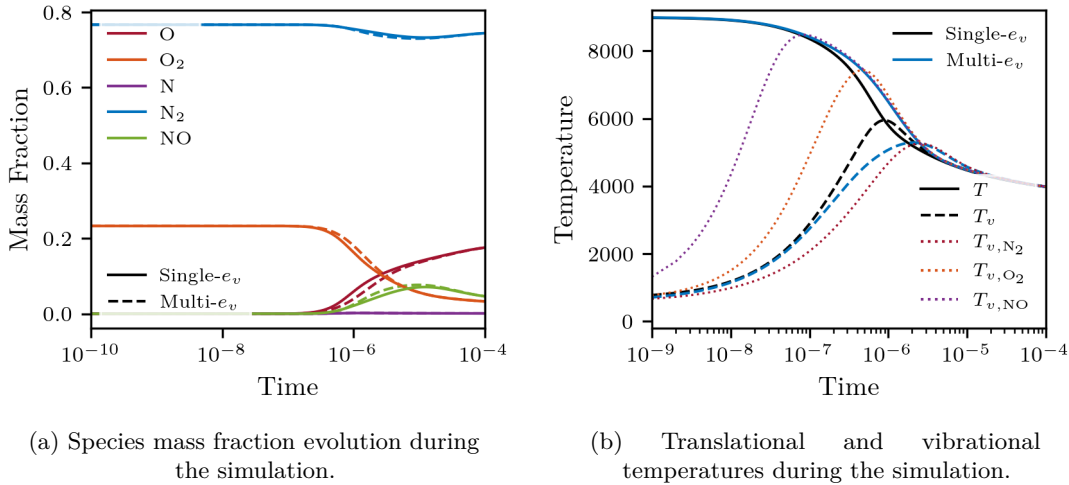 0.8
0.6
0.4
0.2
0.0
Mass Fraction
O
O₂
N
N₂
NO
Single-eᵥ
Multi-eᵥ
10⁻¹⁰
10⁻⁸
10⁻⁶
10⁻⁴
Time
(a) Species mass fraction evolution during
the simulation.
8000
6000
4000
2000
0
Temperature
Single-eᵥ
Multi-eᵥ
T
Tᵥ
Tᵥ,N₂
Tᵥ,O₂
Tᵥ,NO
10⁻⁹
10⁻⁸
10⁻⁷
10⁻⁶
10⁻⁵
10⁻⁴
Time
(b) Translational and vibrational
temperatures during the simulation.